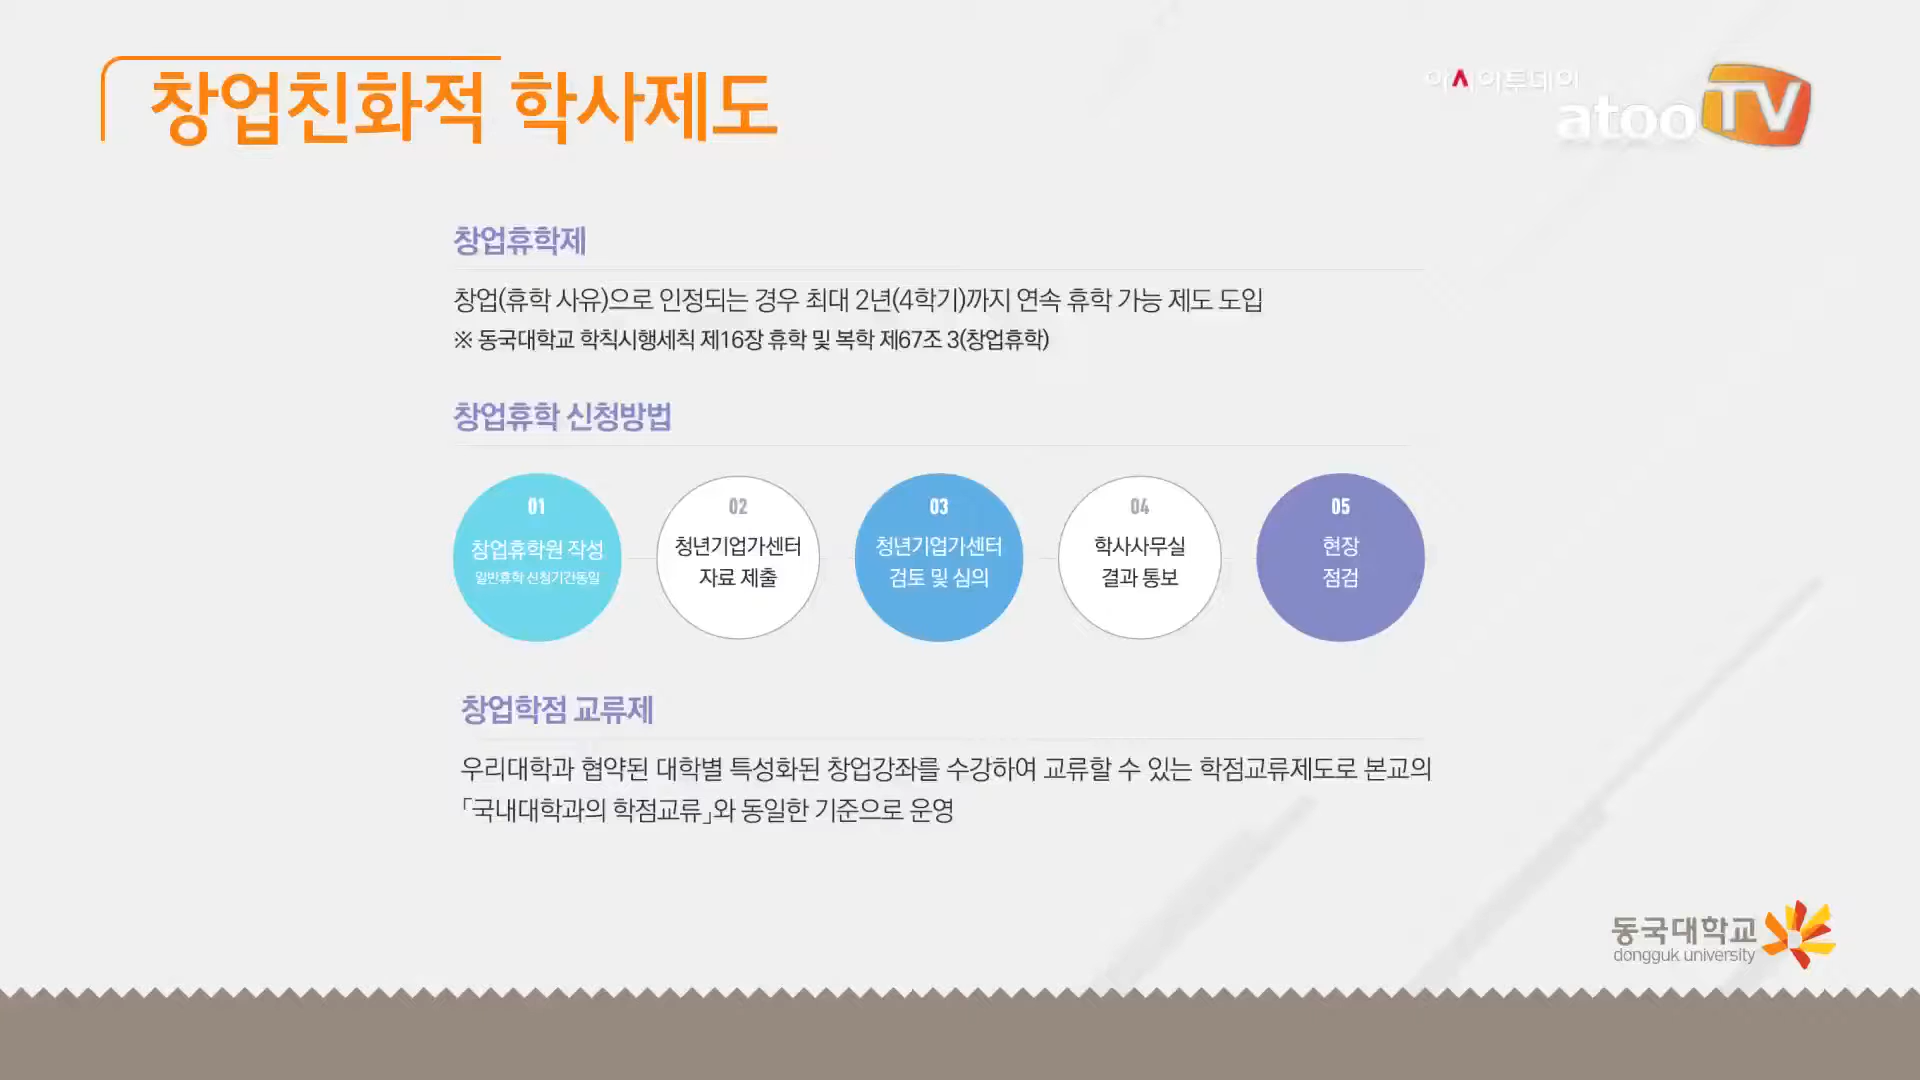 창업친화적 학사제도
아시아투데이
atooTV
창업휴학제
창업(휴학 사유)으로 인정되는 경우 최대 2년(4학기)까지 연속 휴학 가능 제도 도입
※ 동국대학교 학칙시행세칙 제16장 휴학 및 복학 제67조 3(창업휴학)
창업휴학 신청방법
01
창업휴학원 작성
일반휴학 신청기간동일
02
청년기업가센터
자료 제출
03
청년기업가센터
검토 및 심의
04
학사사무실
결과 통보
05
현장
점검
창업학점 교류제
우리대학과 협약된 대학별 특성화된 창업강좌를 수강하여 교류할 수 있는 학점교류제도로 본교의
「국내대학과의 학점교류」와 동일한 기준으로 운영
동국대학교
dongguk university